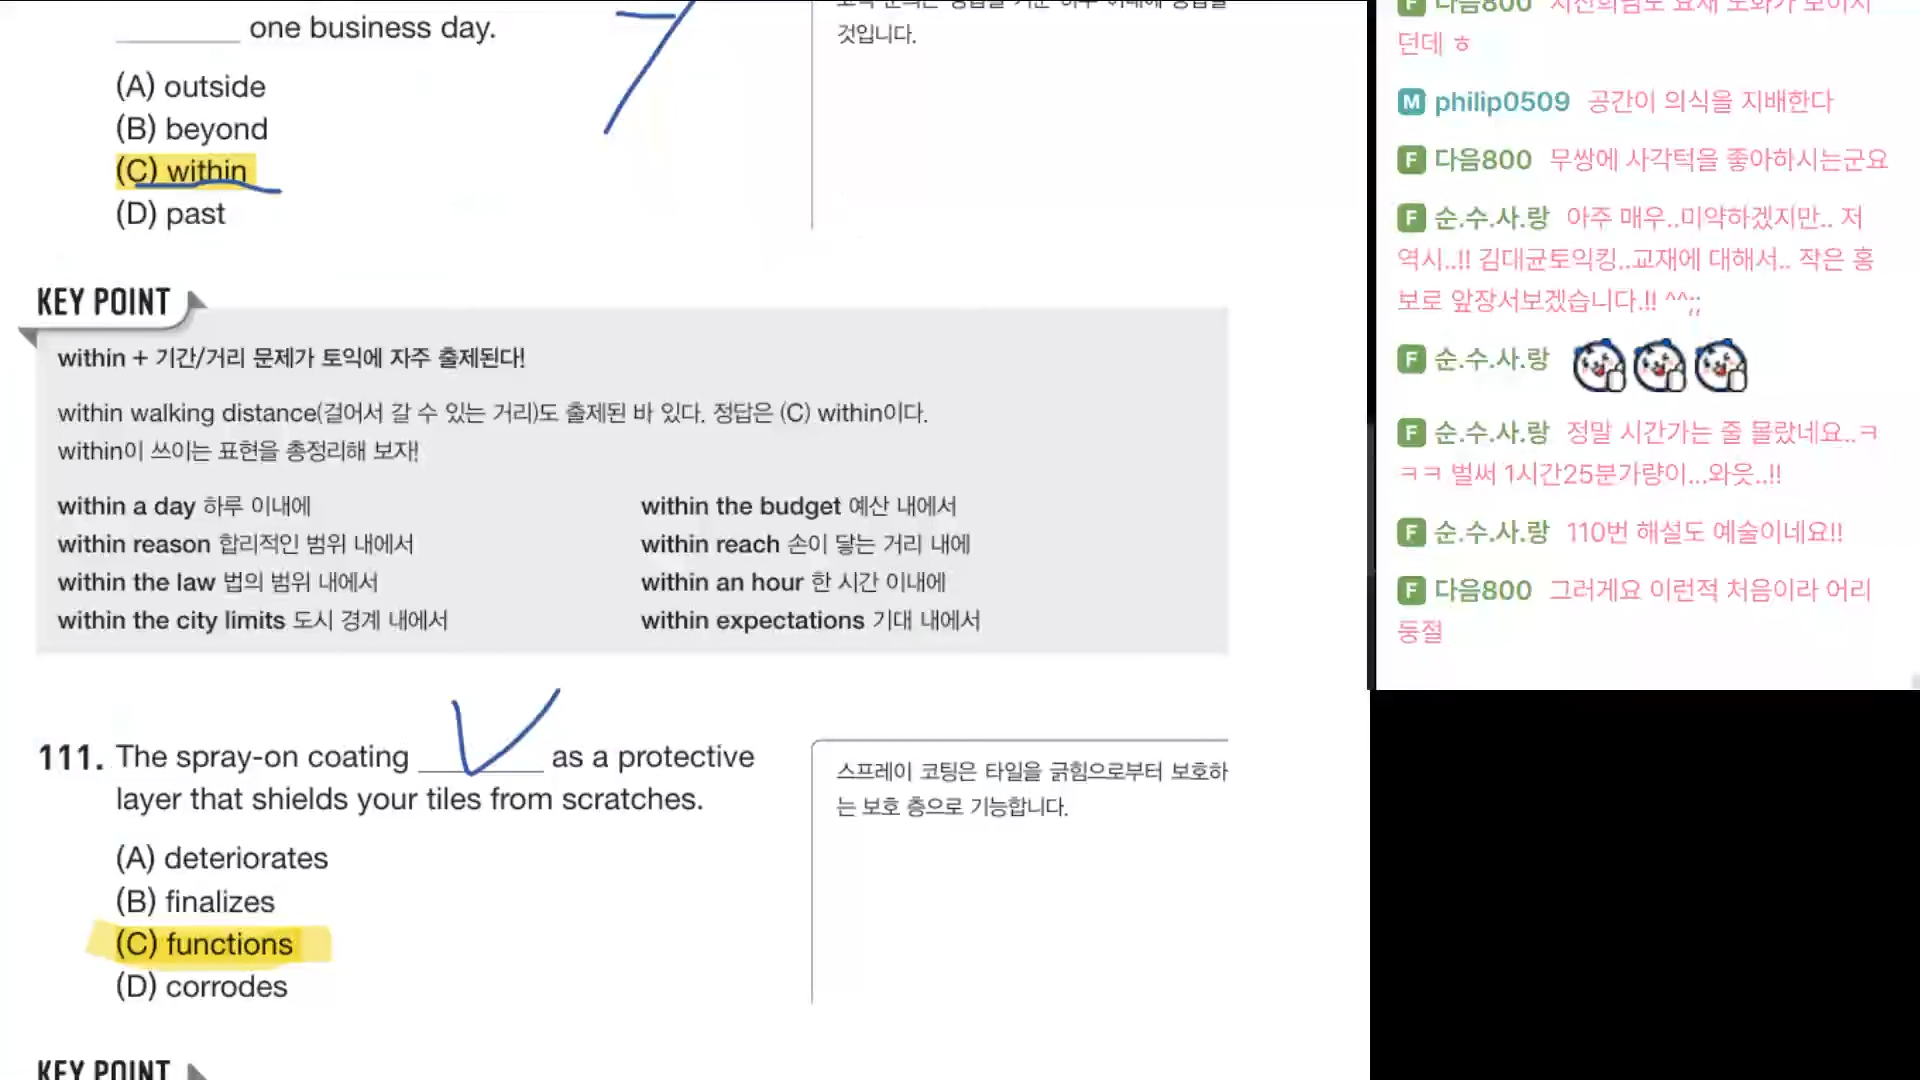 ________ one business day.
(A) outside
(B) beyond
(C) within
(D) past
것입니다.
KEY POINT
within + 기간/거리 문제가 토익에 자주 출제된다!
within walking distance(걸어서 갈 수 있는 거리)도 출제된 바 있다. 정답은 (C) within이다.
within이 쓰이는 표현을 총정리해 보자!
within a day 하루 이내에
within reason 합리적인 범위 내에서
within the law 법의 범위 내에서
within the city limits 도시 경계 내에서
within the budget 예산 내에서
within reach 손이 닿는 거리 내에
within an hour 한 시간 이내에
within expectations 기대 내에서
111. The spray-on coating ________ as a protective
layer that shields your tiles from scratches.
(A) deteriorates
(B) finalizes
(C) functions
(D) corrodes
스프레이 코팅은 타일을 긁힘으로부터 보호하
는 보호 층으로 기능합니다.
KEY POINT
F 다음800
던데 ㅎ
M philip0509 공간이 의식을 지배한다
F 다음800 무쌍에 사각턱을 좋아하시는군요
F 순.수.사.랑 아주 매우..미약하겠지만.. 저
역시..!! 김대균토익킹..교재에 대해서.. 작은 홍
보로 앞장서보겠습니다.!! ^^;;
F 순.수.사.랑
F 순.수.사.랑 정말 시간가는 줄 몰랐네요..ㅋ
ㅋㅋ 벌써 1시간25분가량이...와읏..!!
F 순.수.사.랑 110번 해설도 예술이네요!!
F 다음800 그러게요 이런적 처음이라 어리
둥절